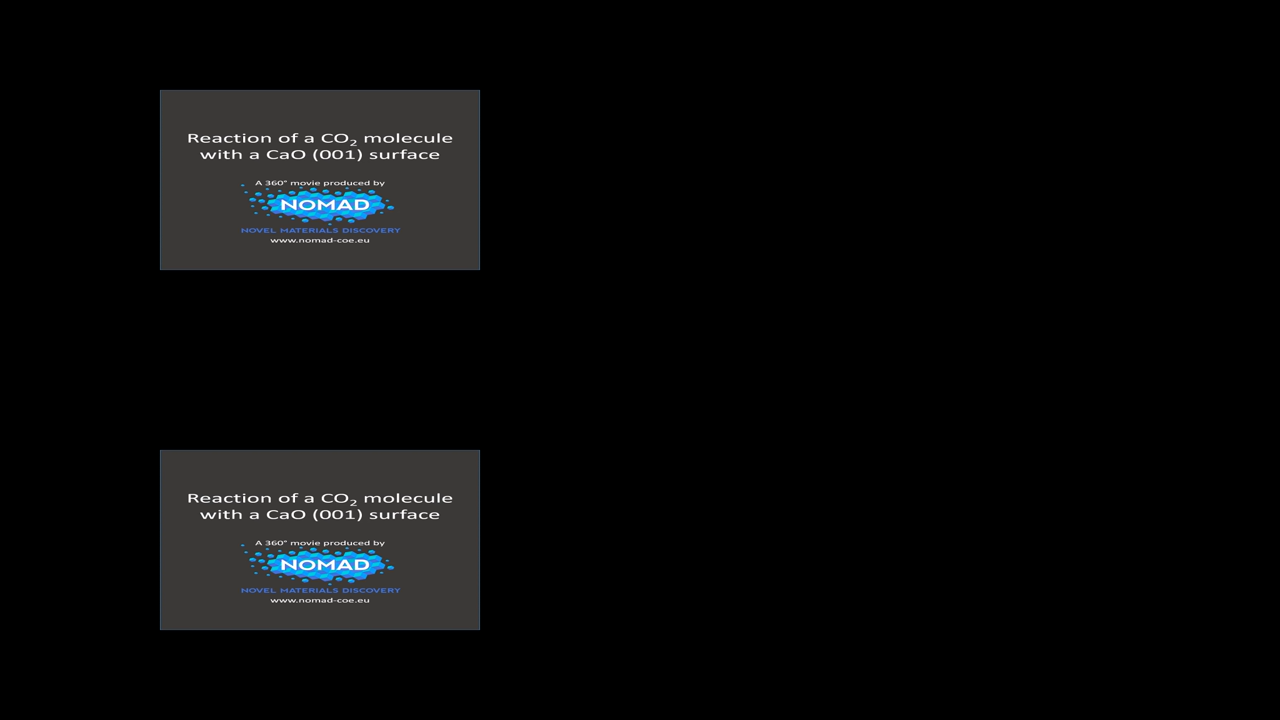 Reaction of a CO₂ molecule
with a CaO (001) surface
A 360° movie produced by
NOMAD
NOVEL MATERIALS DISCOVERY
www.nomad-coe.eu
Reaction of a CO₂ molecule
with a CaO (001) surface
A 360° movie produced by
NOMAD
NOVEL MATERIALS DISCOVERY
www.nomad-coe.eu